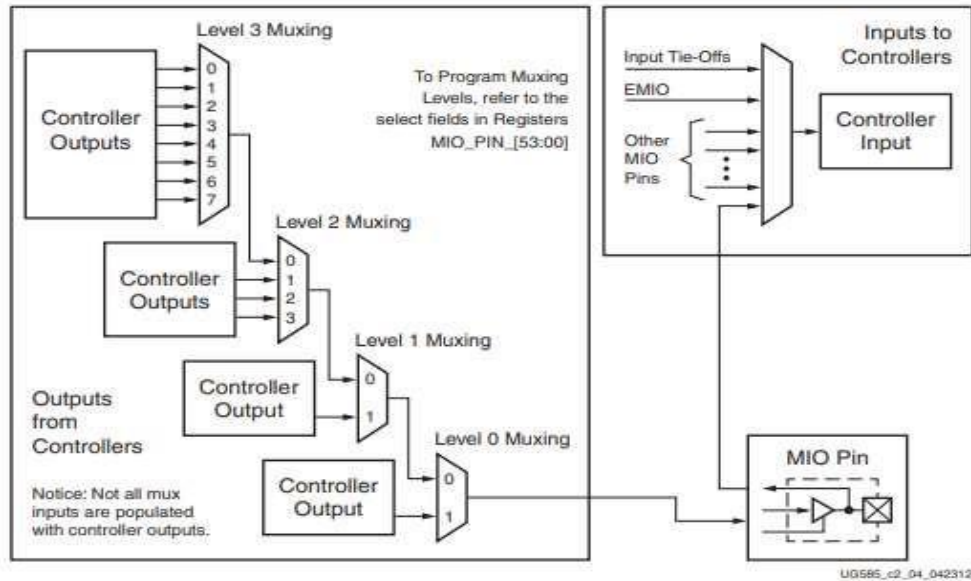 Level 3 Muxing
Controller
Outputs
0
1
2
3
4
5
6
7
To Program Muxing
Levels, refer to the
select fields in Registers
MIO_PIN_[53:00]
Level 2 Muxing
Controller
Outputs
0
1
2
3
Level 1 Muxing
Controller
Output
0
1
Level 0 Muxing
Controller
Output
0
1
Outputs
from
Controllers
Notice: Not all mux
inputs are populated
with controller outputs.
Inputs to
Controllers
Input Tie-Offs
EMIO
Other
MIO
Pins
Controller
Input
MIO Pin
UG585_c2_04_042312